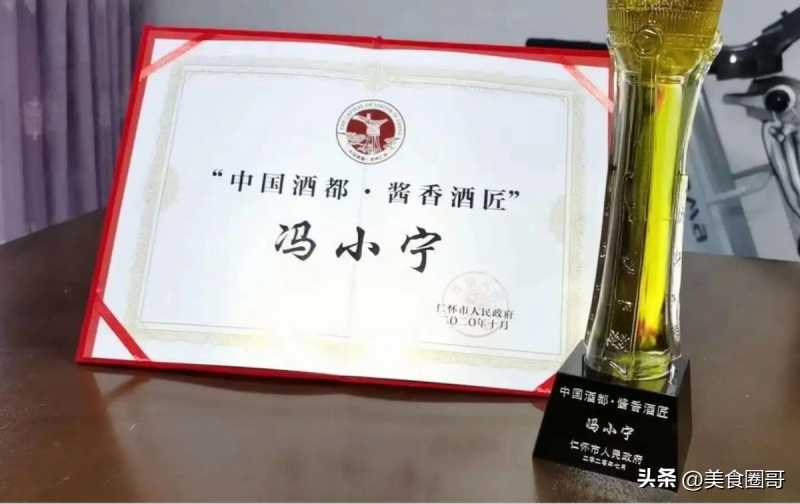 “中国酒都·酱香酒匠”
冯小宁
仁怀市人民政府
二〇二〇年十月
中国酒都·酱香酒匠
冯小宁
仁怀市人民政府
头条 @美食圈哥